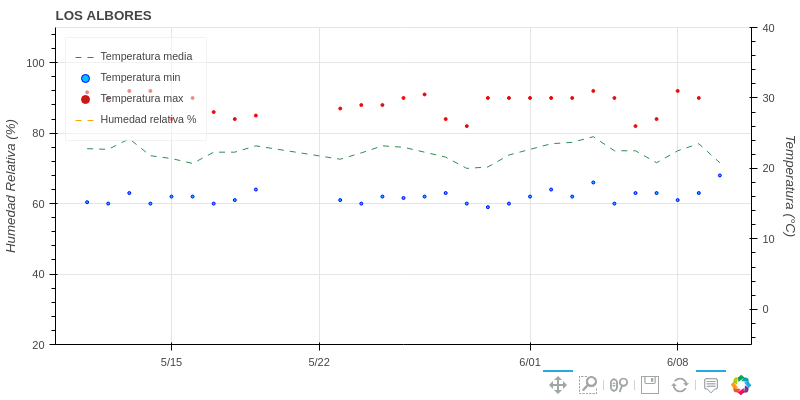 LOS ALBORES
Temperatura media
Temperatura min
Temperatura max
Humedad relativa %
Humedad Relativa (%)
100
80
60
40
20
Temperatura (°C)
40
30
20
10
0
5/15
5/22
6/01
6/08